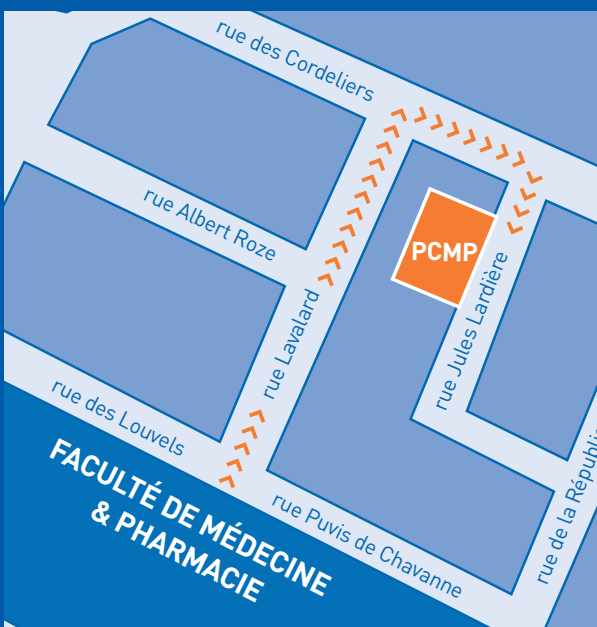 rue des Cordeliers
rue Albert Roze
PCMP
rue Lavalard
rue Jules Lardière
rue des Louvels
rue de la Républi
FACULTÉ DE MÉDECINE
& PHARMACIE
rue Puvis de Chavanne